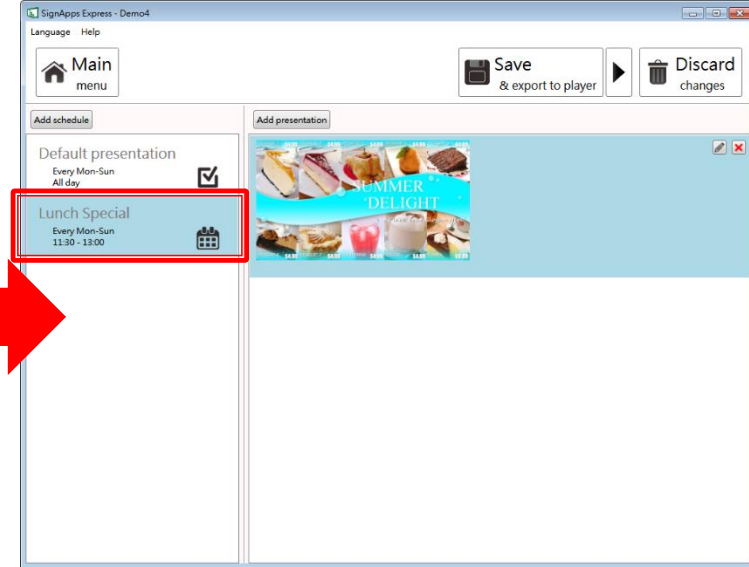 SignApps Express - Demo4
Language Help
Main
menu
Save
& export to player
Discard
changes
Add schedule
Add presentation
Default presentation
Every Mon-Sun
All day
Lunch Special
Every Mon-Sun
11:30 - 13:00
SUMMER
DELIGHT